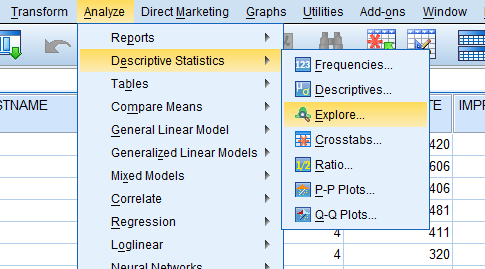 Transform Analyze Direct Marketing Graphs Utilities Add-ons Window
Reports
Descriptive Statistics
Tables
Compare Means
General Linear Model
Generalized Linear Models
Mixed Models
Correlate
Regression
Loglinear
Neural Networks
Frequencies...
Descriptives...
Explore...
Crosstabs...
Ratio...
P-P Plots...
Q-Q Plots...
STNAME TE IMPR
420
606
406
481
4 411
4 320